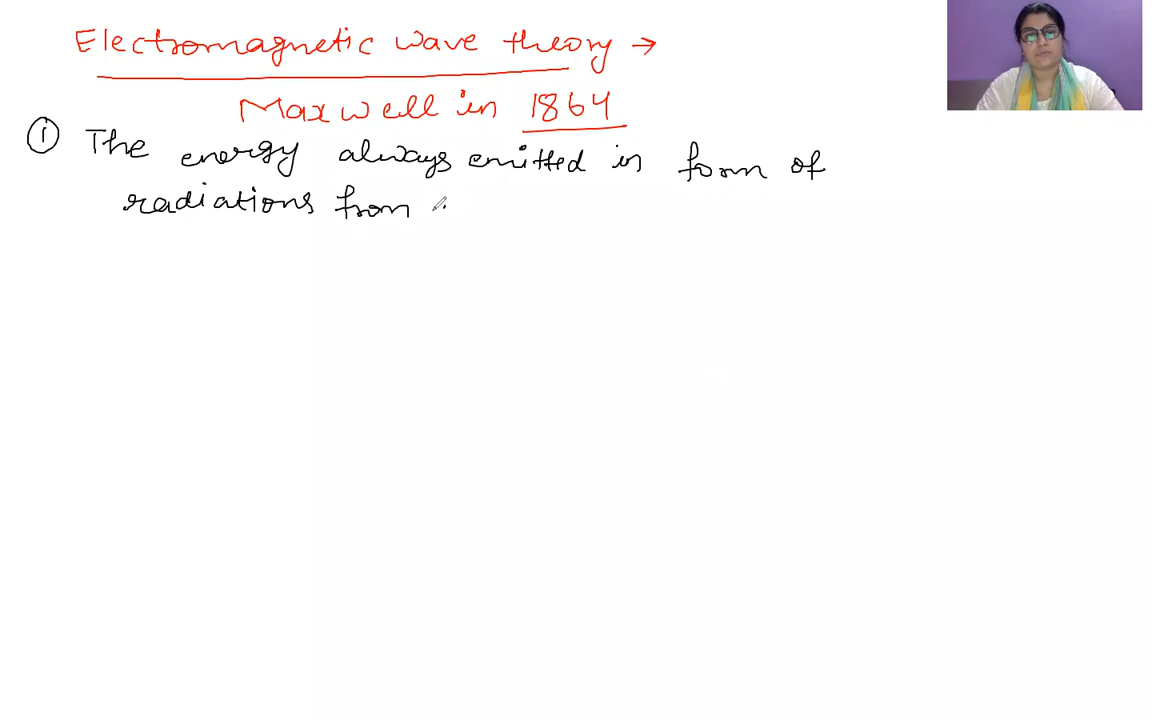 Electromagnetic wave theory →
Maxwell in 1864
① The energy always emitted in form of
radiations from